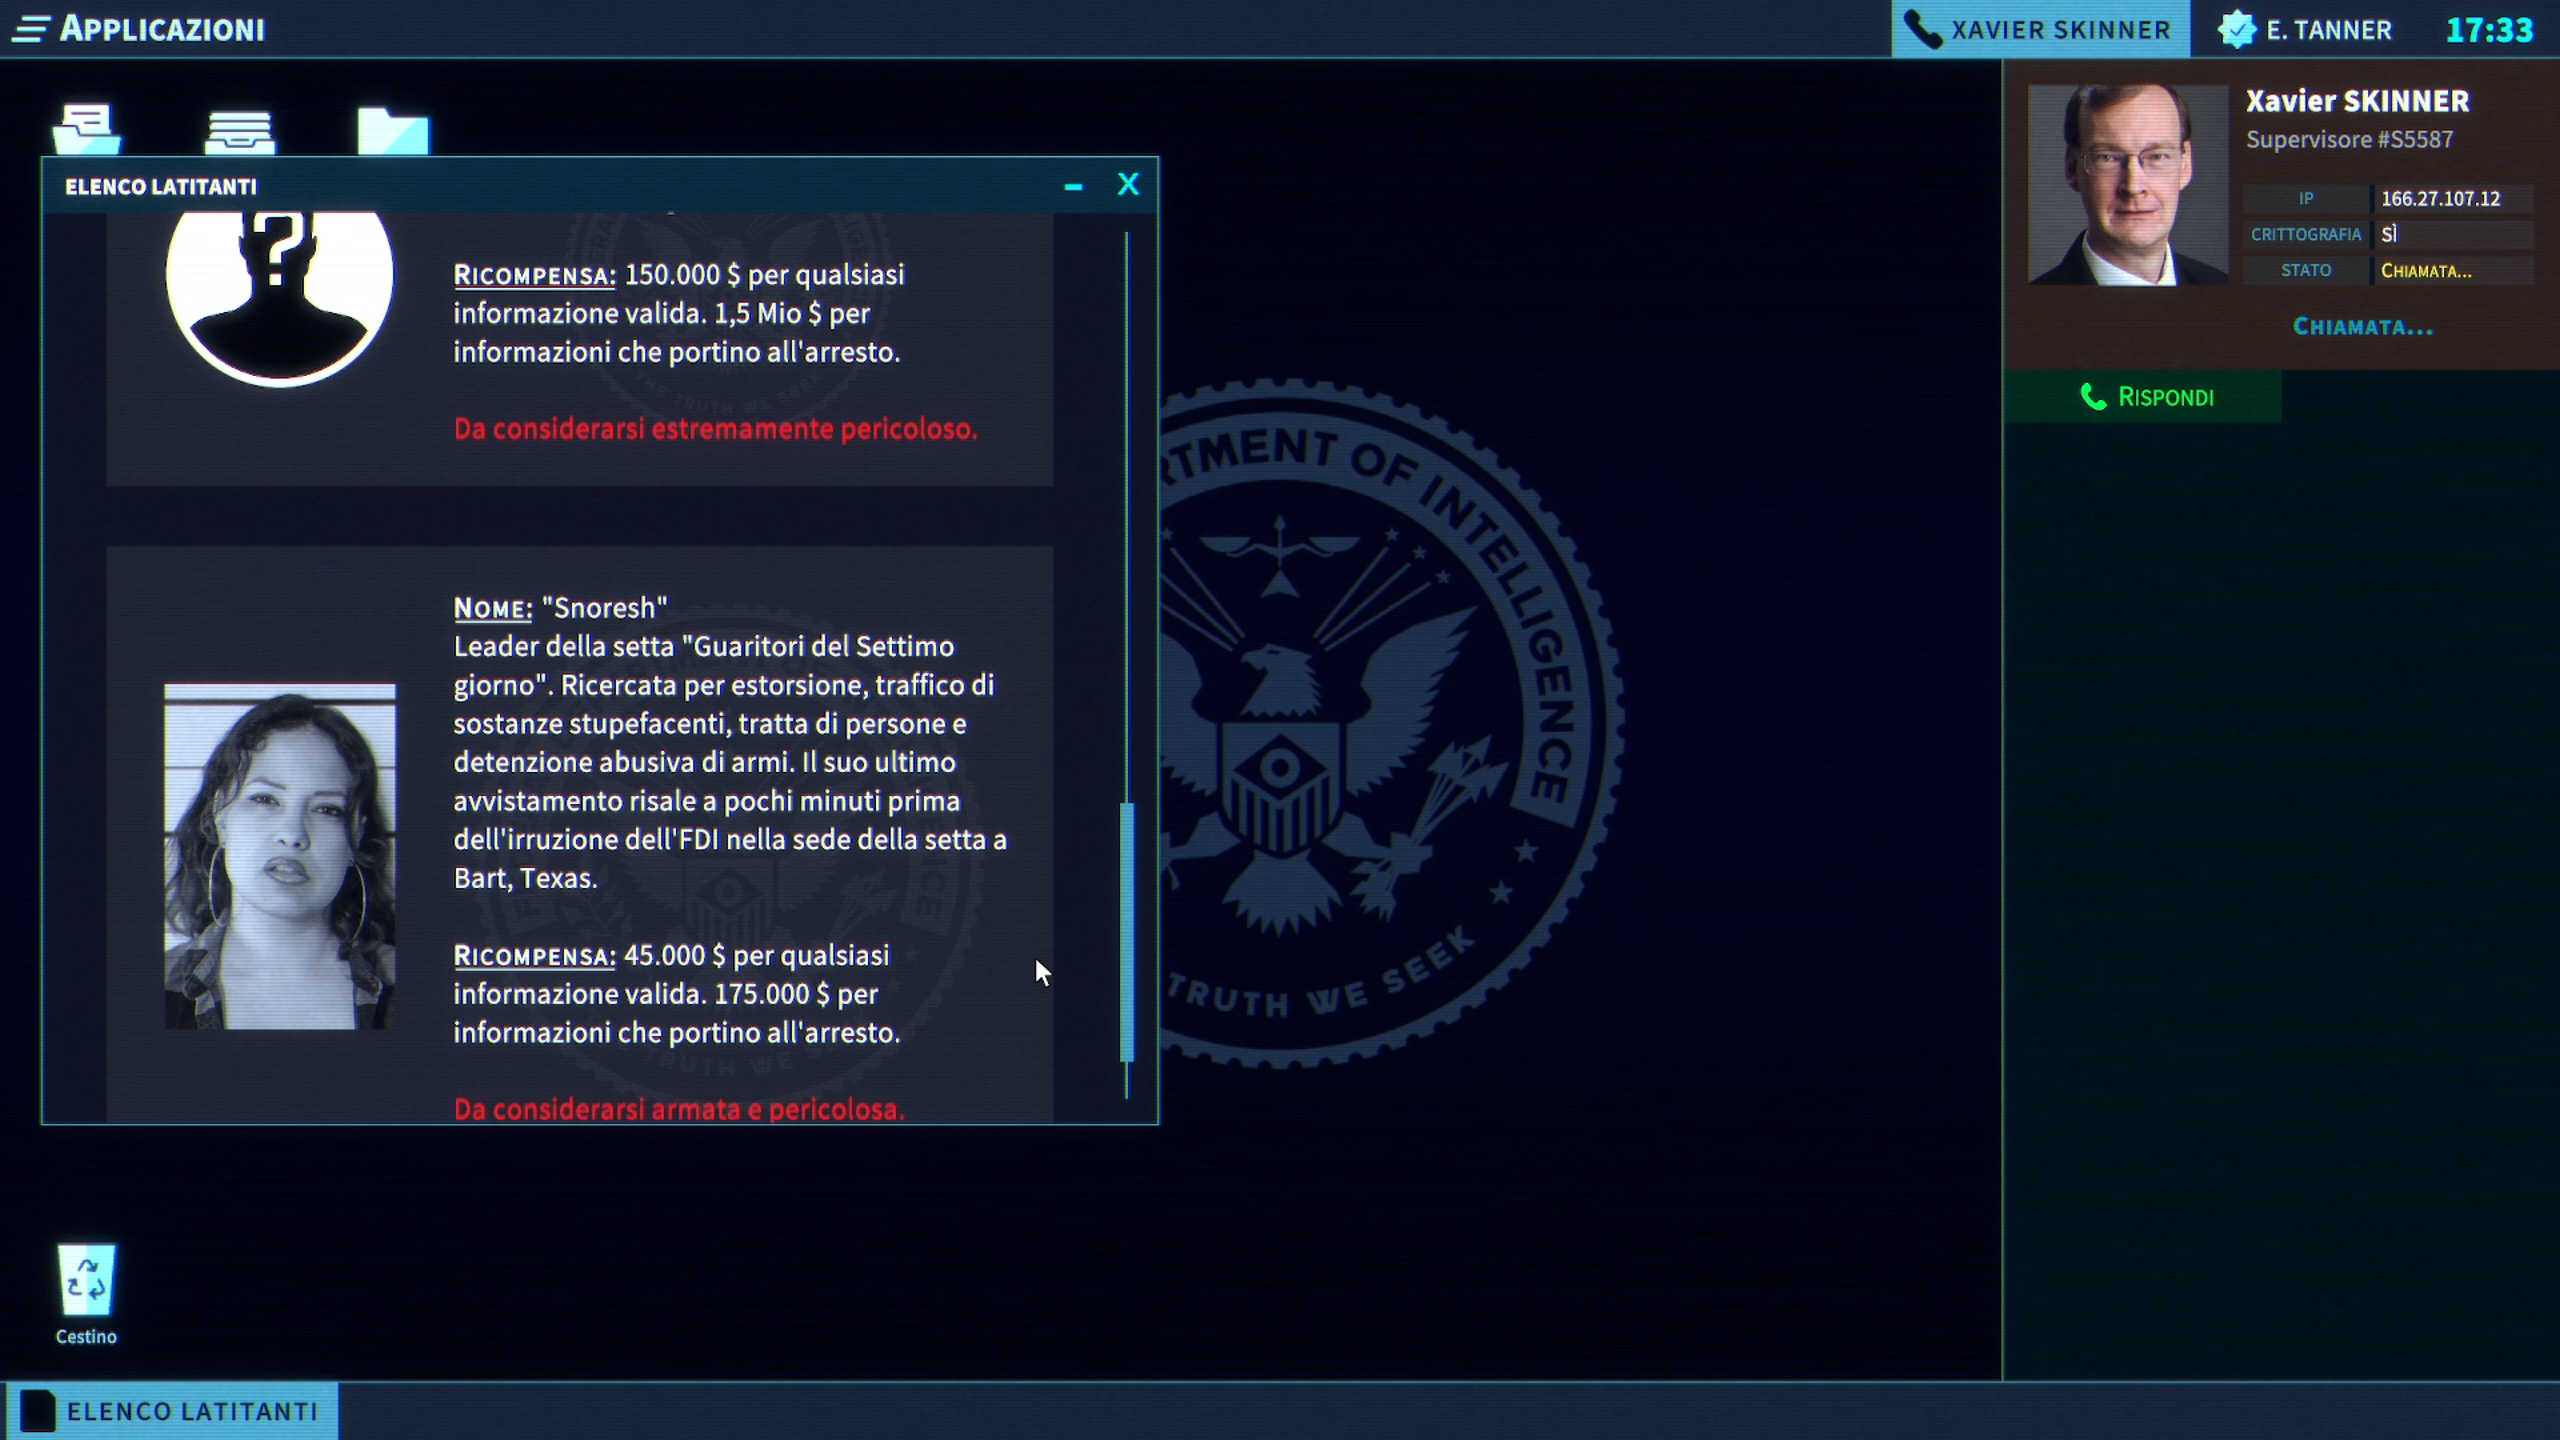 APPLICAZIONI
XAVIER SKINNER
E. TANNER
17:33
ELENCO LATITANTI
RICOMPENSA: 150.000 $ per qualsiasi
informazione valida. 1,5 Mio $ per
informazioni che portino all'arresto.
Da considerarsi estremamente pericoloso.
NOME: "Snoresh"
Leader della setta "Guaritori del Settimo
giorno". Ricercata per estorsione, traffico di
sostanze stupefacenti, tratta di persone e
detenzione abusiva di armi. Il suo ultimo
avvistamento risale a pochi minuti prima
dell'irruzione dell'FDI nella sede della setta a
Bart, Texas.
RICOMPENSA: 45.000 $ per qualsiasi
informazione valida. 175.000 $ per
informazioni che portino all'arresto.
Da considerarsi armata e pericolosa.
OF INTELLIGENCE
TRUTH WE SEEK
Xavier SKINNER
Supervisore #S5587
IP 166.27.107.12
CRITTOGRAFIA SÌ
STATO CHIAMATA...
CHIAMATA...
RISPONDI
Cestino
ELENCO LATITANTI